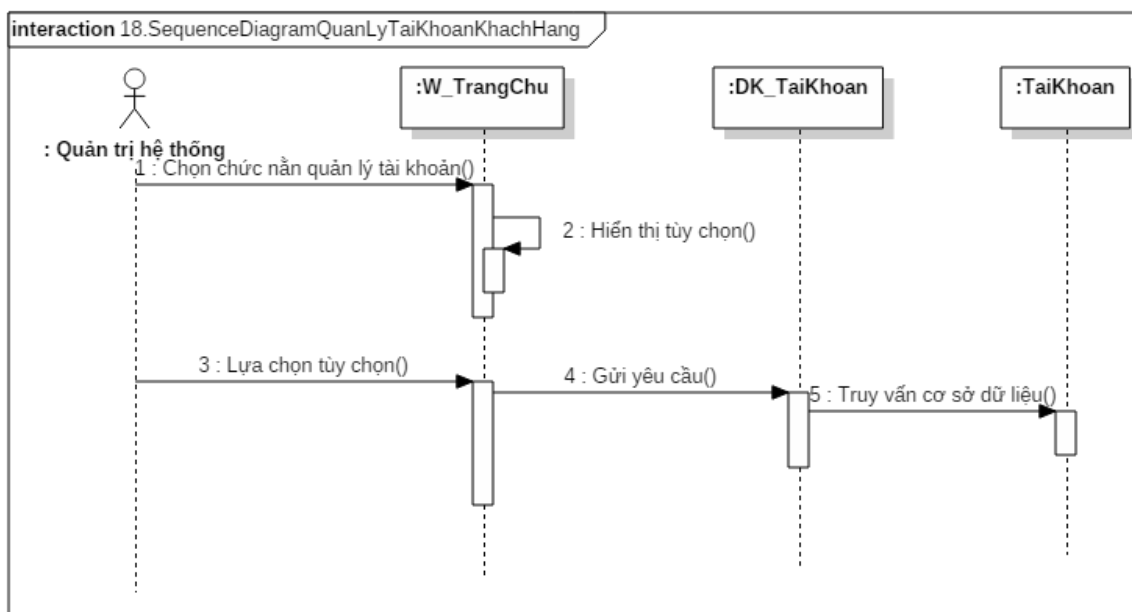 interaction 18.SequenceDiagramQuanLyTaiKhoanKhachHang
:W_TrangChu
:DK_TaiKhoan
:TaiKhoan
: Quản trị hệ thống
1 : Chọn chức nằn quản lý tài khoản()
2 : Hiển thị tùy chọn()
3 : Lựa chọn tùy chọn()
4 : Gửi yêu cầu()
5 : Truy vấn cơ sở dữ liệu()